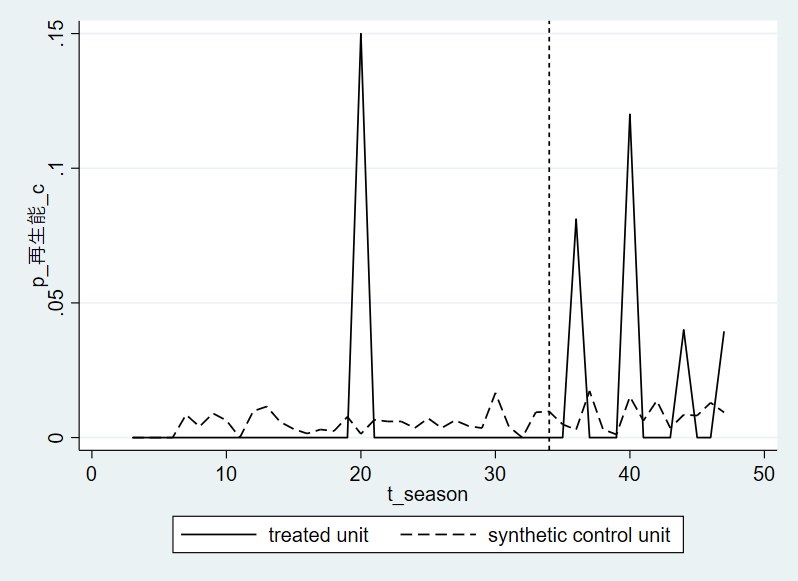 p_再生能_c
.15
.1
.05
0
0 10 20 30 40 50
t_season
treated unit synthetic control unit